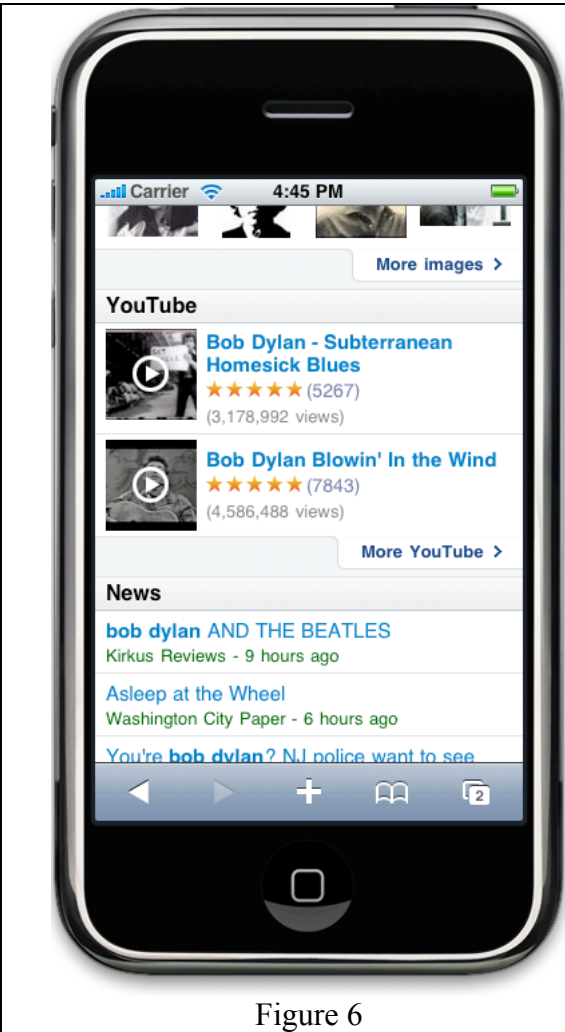 Carrier 4:45 PM
More images >
YouTube
Bob Dylan - Subterranean
Homesick Blues
(5267)
(3,178,992 views)
Bob Dylan Blowin' In the Wind
(7843)
(4,586,488 views)
More YouTube >
News
bob dylan AND THE BEATLES
Kirkus Reviews - 9 hours ago
Asleep at the Wheel
Washington City Paper - 6 hours ago
You're bob dylan? NJ police want to see
2
Figure 6